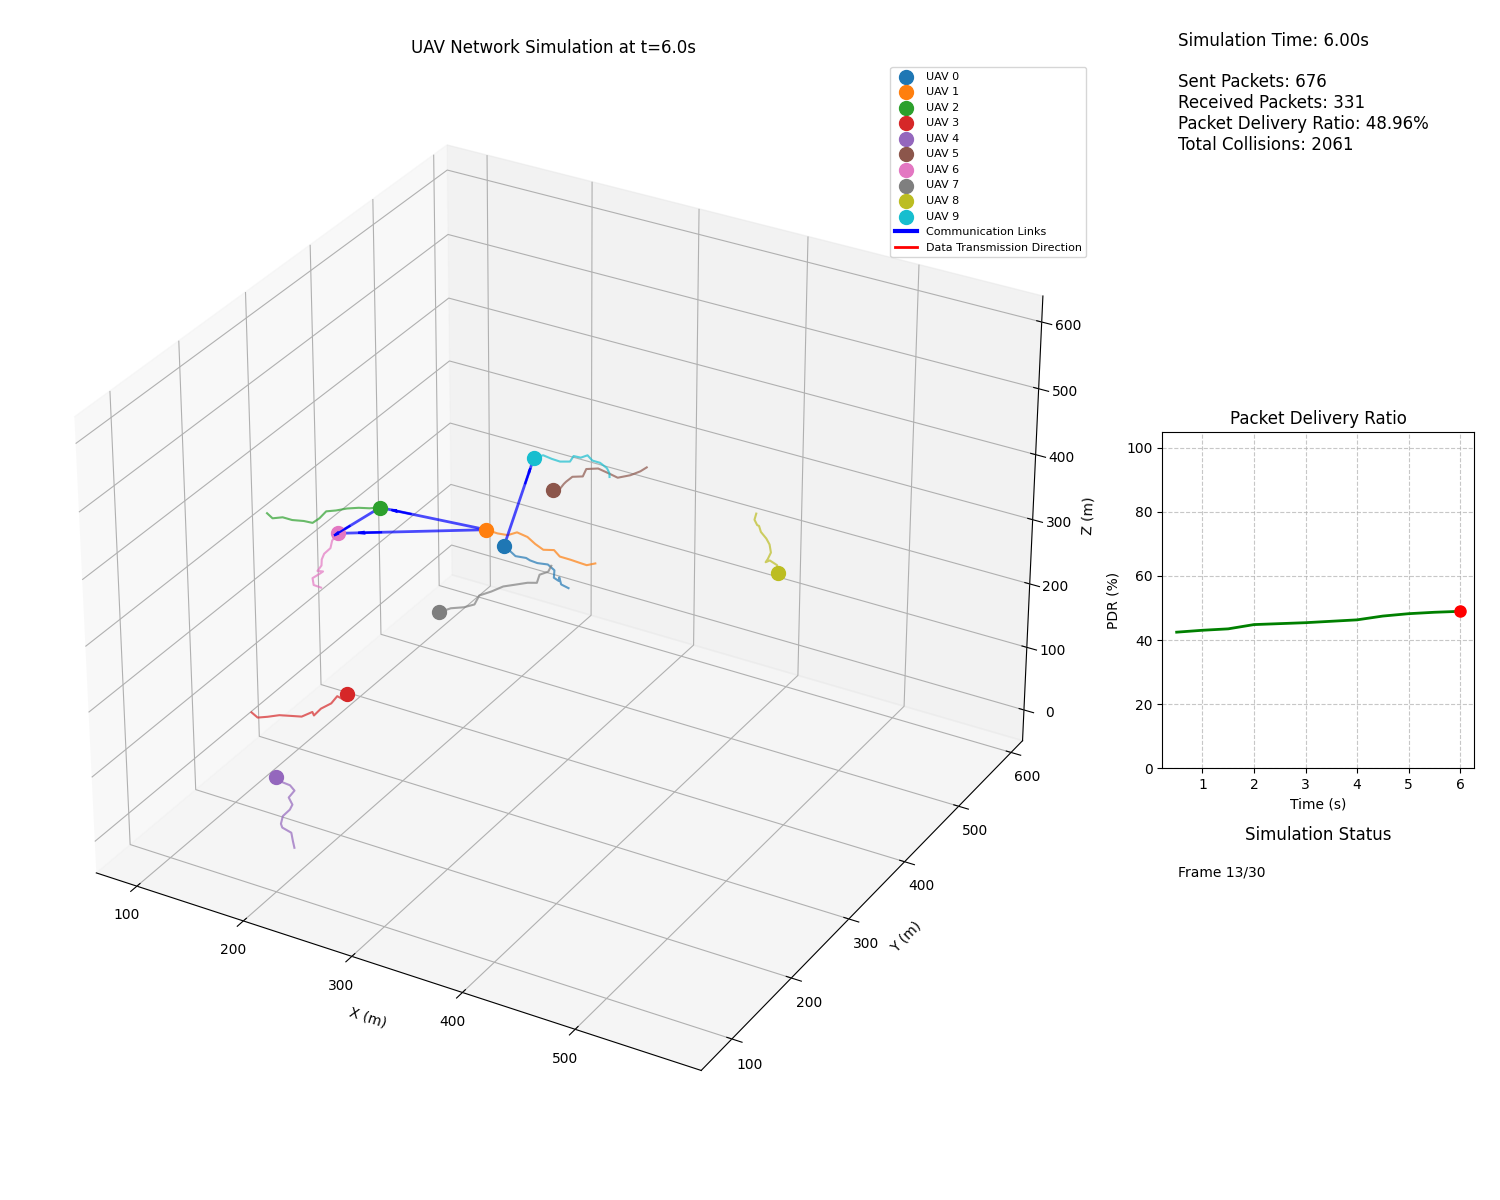 UAV Network Simulation at t=6.0s
UAV 0
UAV 1
UAV 2
UAV 3
UAV 4
UAV 5
UAV 6
UAV 7
UAV 8
UAV 9
Communication Links
Data Transmission Direction
600
500
400
300
200
100
0
Z (m)
100
200
300
400
500
X (m)
600
500
400
300
200
100
Y (m)
Simulation Time: 6.00s
Sent Packets: 676
Received Packets: 331
Packet Delivery Ratio: 48.96%
Total Collisions: 2061
Packet Delivery Ratio
100
80
60
40
20
0
PDR (%)
1 2 3 4 5 6
Time (s)
Simulation Status
Frame 13/30